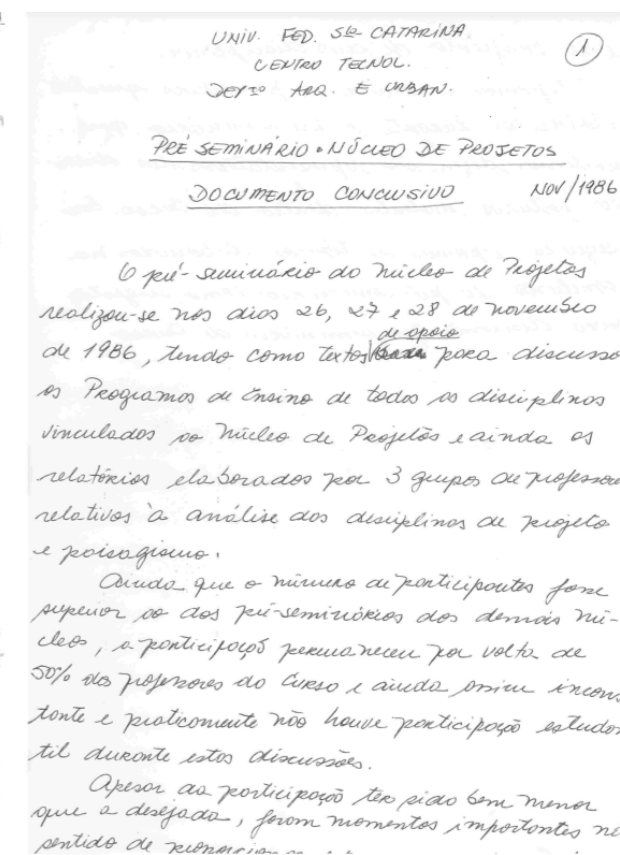 UNIV. FED. Sta CATARINA
1.
CENTRO TECNOL.
DEPTO ARQ. E URBAN.
PRÉ SEMINÁRIO • NÚCLEO DE PROJETOS
DOCUMENTO CONCLUSIVO NOV/1986
O pré-seminário do Núcleo de Projetos
realizou-se nos dias 26, 27 e 28 de novembro
de apoio
de 1986, tendo como textos para discussã
os Programas de Ensino de todas as disciplinas
vinculadas ao Núcleo de Projetos e ainda os
relatórios elaborados por 3 grupos de professore
relativos à análise das disciplinas de projeto
e paisagismo.
Ainda que o número de participantes fosse
superior ao dos pré-seminários dos demais nú-
cleos, a participação permaneceu por volta de
50% dos professores do Curso e ainda assim incons
tante e praticamente não houve participação estudan
til durante estas discussões.
Apesar da participação ter sido bem menor
que a desejada, foram momentos importantes no
sentido de